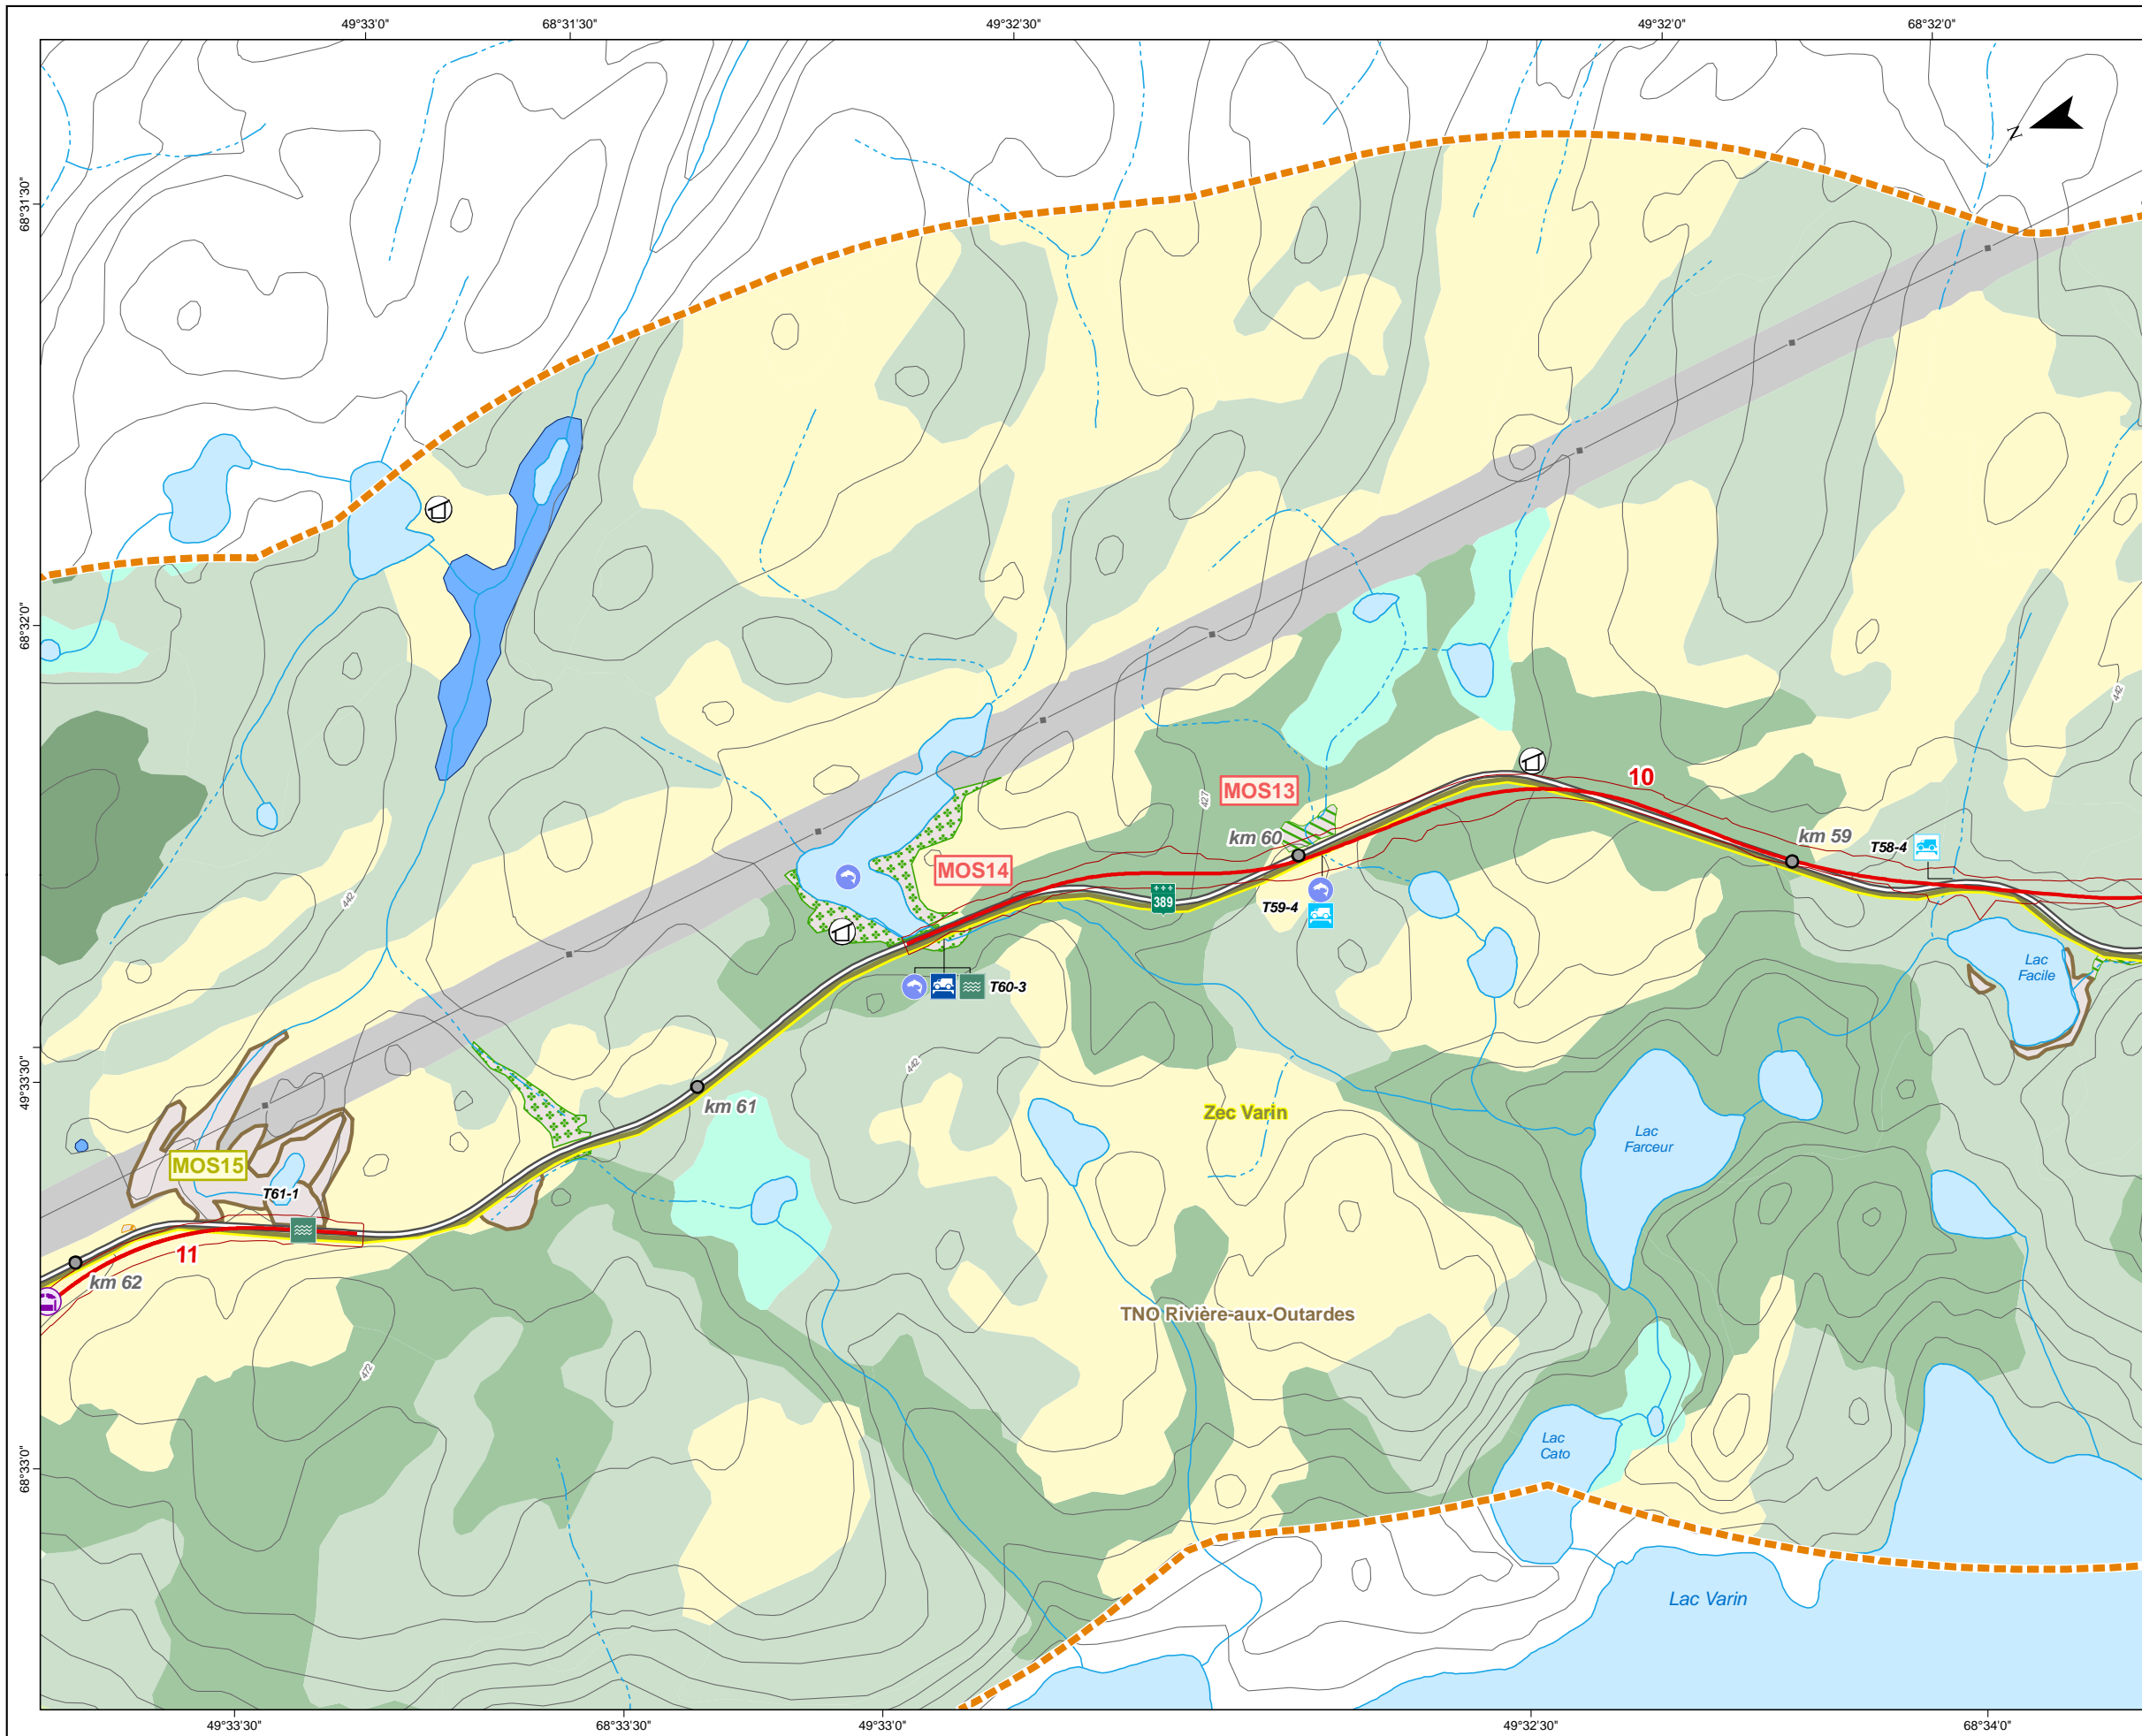 49°33'0"
68°31'30"
49°32'30"
49°32'0"
68°32'0"
N
68°31'30"
68°32'0"
442
MOS13
10
427
km 60
km 59
T58-4
MOS14
442
389
T59-4
Lac
Facile
T60-3
442
49°33'30"
km 61
Zec Varin
Lac
Farceur
MOS15
T61-1
11
km 62
TNO Rivière-aux-Outardes
472
Lac
Cato
68°33'0"
Lac Varin
49°33'30"
68°33'30"
49°33'0"
49°32'30"
68°34'0"